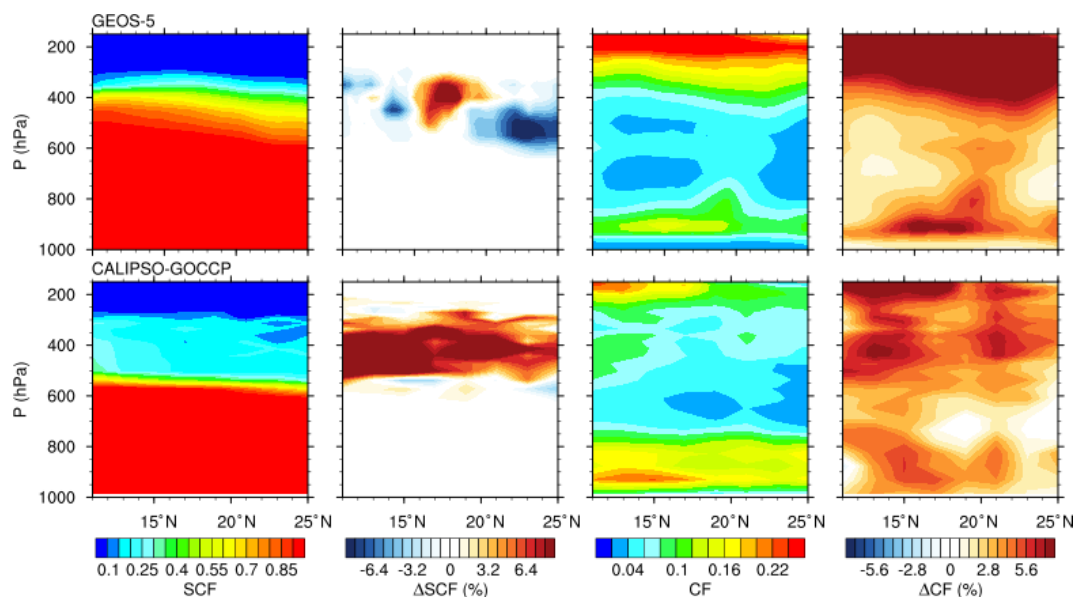 GEOS-5
200
400
600
800
1000
P (hPa)
CALIPSO-GOCCP
200
400
600
800
1000
P (hPa)
15°N 20°N 25°N 15°N 20°N 25°N 15°N 20°N 25°N 15°N 20°N 25°N
0.1 0.25 0.4 0.55 0.7 0.85 -6.4 -3.2 0 3.2 6.4 0.04 0.1 0.16 0.22 -5.6 -2.8 0 2.8 5.6
SCF ΔSCF (%) CF ΔCF (%)